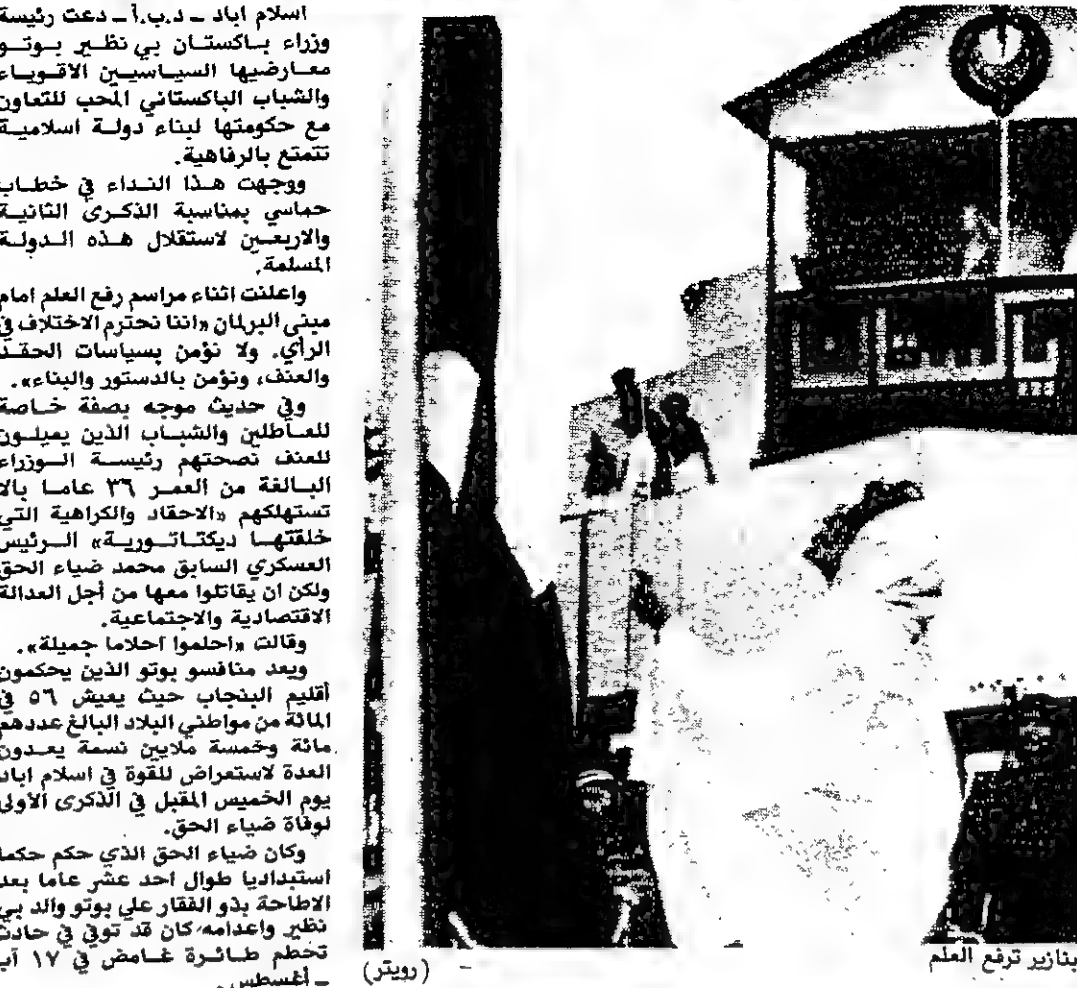 اسلام اباد ـ د.ب.أ ـ دعت رئيسة
وزراء باكستان بي نظير بوتو
معارضيها السياسيين الاقوياء
والشباب الباكستاني المحب للتعاون
مع حكومتها لبناء دولة اسلامية
تتمتع بالرفاهية.
ووجهت هذا النداء في خطاب
حماسي بمناسبة الذكرى الثانية
والاربعين لاستقلال هذه الدولة
المسلمة.
واعلنت اثناء مراسم رفع العلم امام
مبنى البرلمان «اننا نحترم الاختلاف في
الرأي. ولا نؤمن بسياسات الحقد
والعنف، ونؤمن بالدستور والبناء».
وفي حديث موجه بصفة خاصة
للعاطلين والشباب الذين يميلون
للعنف نصحتهم رئيسة الوزراء
البالغة من العمر ٣٦ عاما بالا
تستهلكهم «الاحقاد والكراهية التي
خلقتها ديكتاتورية» الرئيس
العسكري السابق محمد ضياء الحق
ولكن ان يقاتلوا معها من أجل العدالة
الاقتصادية والاجتماعية.
وقالت «احلموا احلاما جميلة».
ويعد منافسو بوتو الذين يحكمون
أقليم البنجاب حيث يعيش ٥٦ في
المائة من مواطني البلاد البالغ عددهم
مائة وخمسة ملايين نسمة يعدون
العدة لاستعراض للقوة في اسلام اباد
يوم الخميس المقبل في الذكرى الأولى
لوفاة ضياء الحق.
وكان ضياء الحق الذي حكم حكما
استبداديا طوال احد عشر عاما بعد
الاطاحة بذو الفقار علي بوتو والد بي
نظير واعدامه كان قد توفي في حادث
تحطم طائرة غامض في ١٧ آب
ـ أغسطس.
بنازير ترفع العلم
(رويتر)